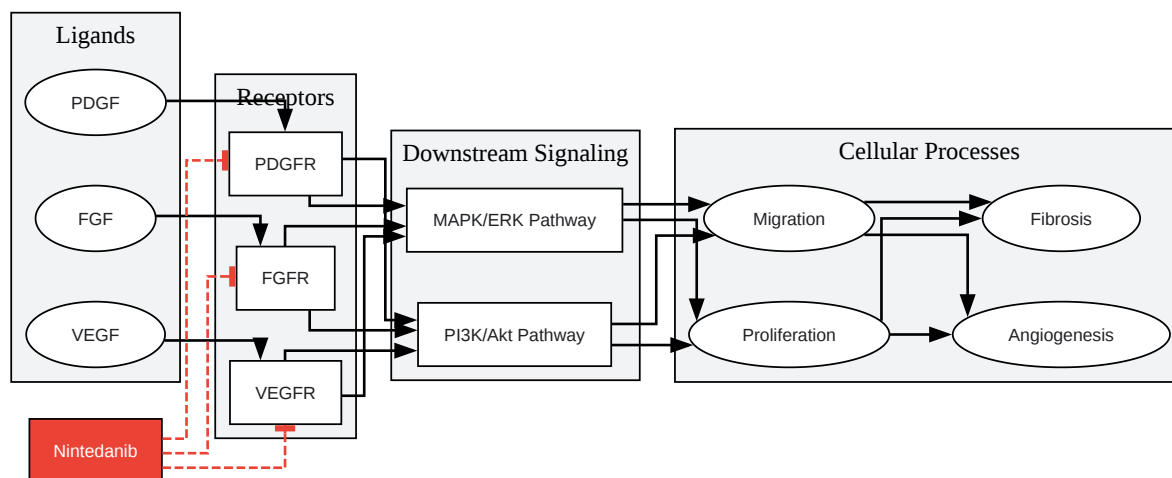 Ligands
PDGF
FGF
VEGF
Nintedanib
Receptors
PDGFR
FGFR
VEGFR
Downstream Signaling
MAPK/ERK Pathway
PI3K/Akt Pathway
Cellular Processes
Migration
Fibrosis
Proliferation
Angiogenesis